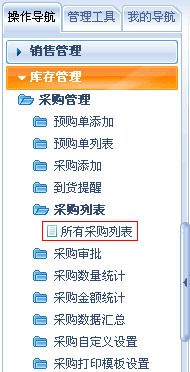 操作导航 管理工具 我的导航
销售管理
库存管理
采购管理
预购单添加
预购单列表
采购添加
到货提醒
采购列表
所有采购列表
采购审批
采购数量统计
采购金额统计
采购数据汇总
采购自定义设置
采购打印模板设置